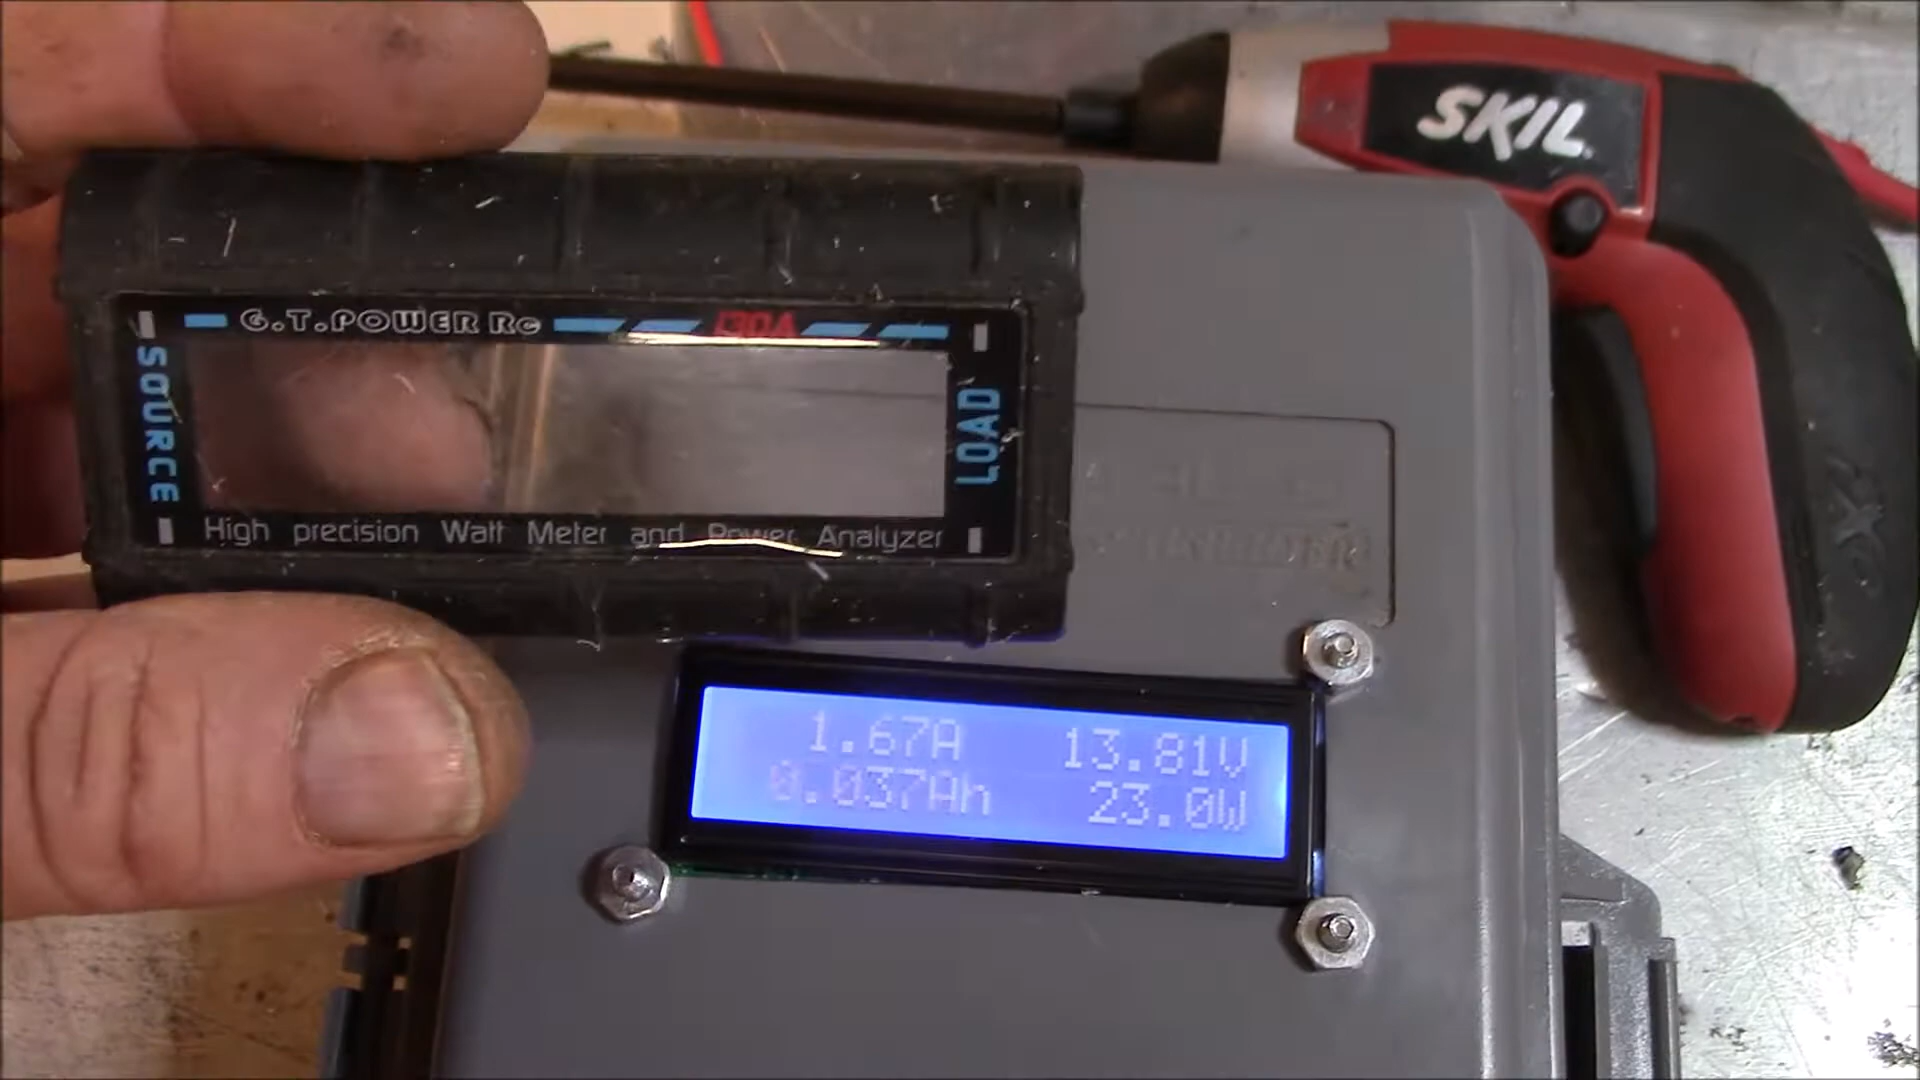 SKIL
G.T.POWER RC 130A
SOURCE
LOAD
High precision Watt Meter and Power Analyzer
1.67A 13.81V
0.037Ah 23.0W